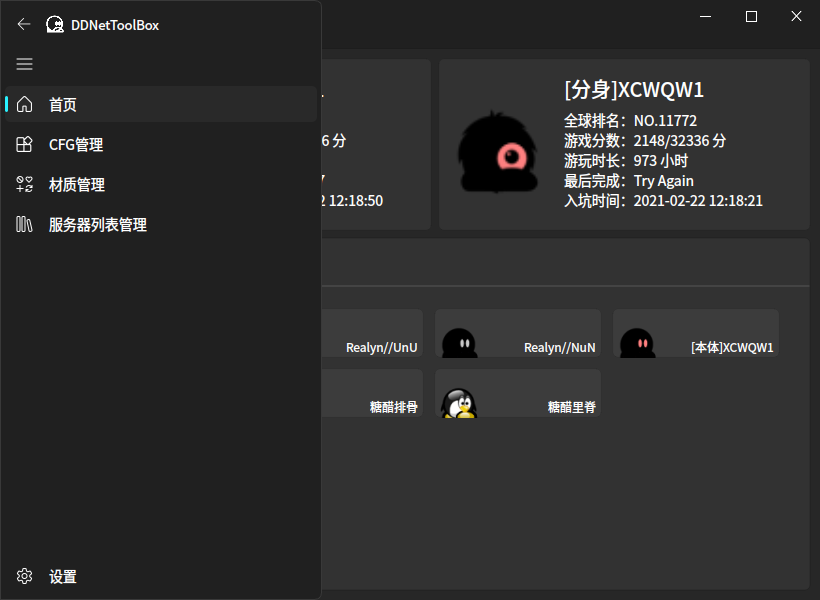 DDNetToolBox
首页
CFG管理
材质管理
服务器列表管理
设置
6 分
2 12:18:50
[分身]XCWQW1
全球排名：NO.11772
游戏分数：2148/32336 分
游玩时长：973 小时
最后完成：Try Again
入坑时间：2021-02-22 12:18:21
Realyn//UnU
Realyn//NuN
[本体]XCWQW1
糖醋排骨
糖醋里脊